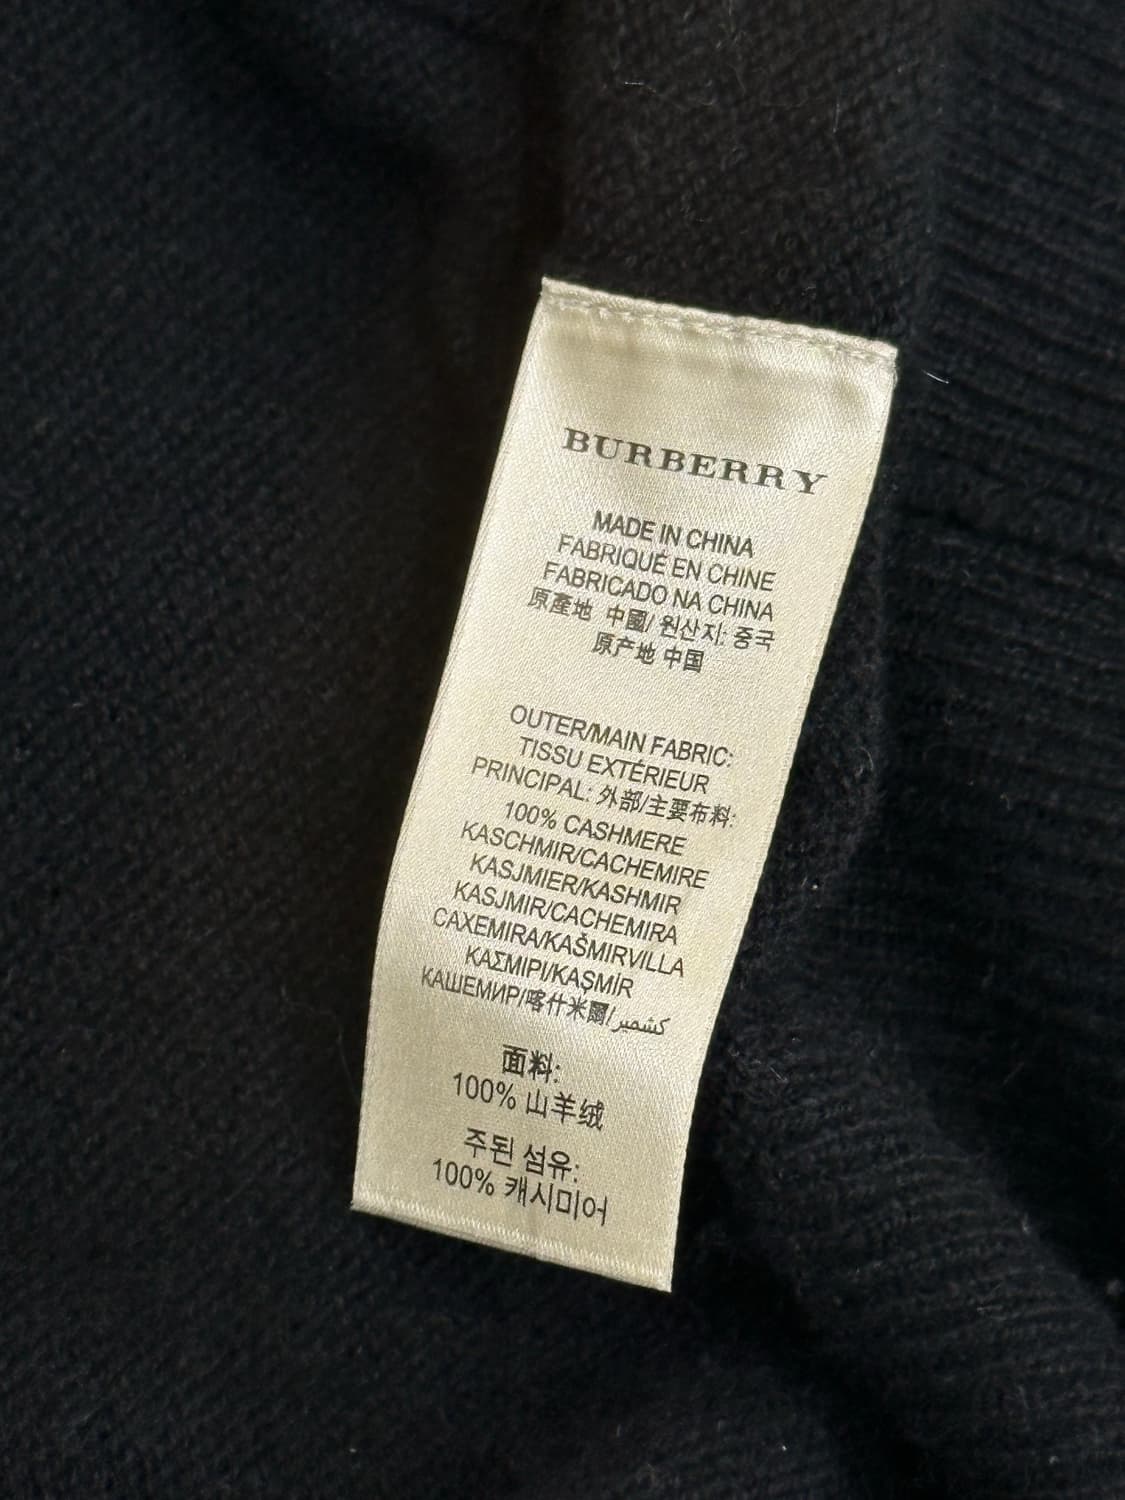 BURBERRY
MADE IN CHINA
FABRIQUÉ EN CHINE
FABRICADO NA CHINA
原產地 中國/ 원산지: 중국
原产地 中国
OUTER/MAIN FABRIC:
TISSU EXTÉRIEUR
PRINCIPAL: 外部/主要布料:
100% CASHMERE
KASCHMIR/CACHEMIRE
KASJMIER/KASHMIR
KASJMIR/CACHEMIRA
CAXEMIRA/KAŠMIRVILLA
ΚΑΣΜΙΡΙ/KAŞMİR
КАШЕМИР/喀什米爾/كشمير
面料:
100% 山羊绒
주된 섬유:
100% 캐시미어